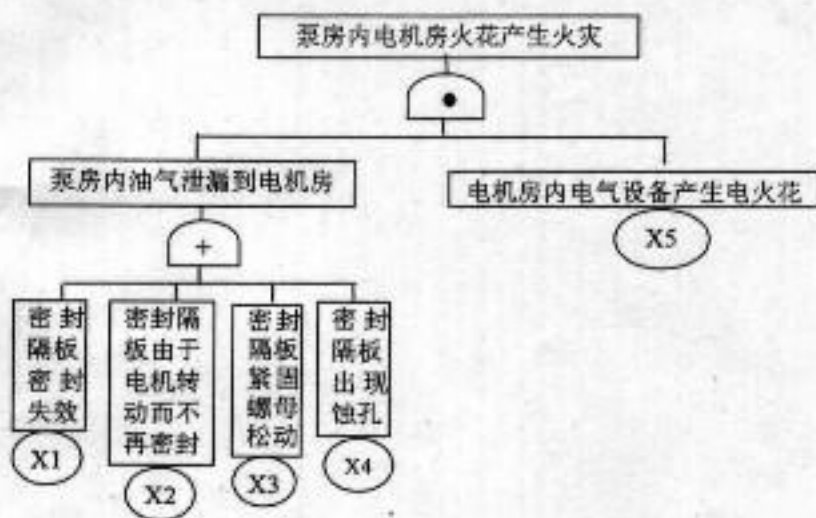 泵房内电机房火花产生火灾
泵房内油气泄漏到电机房
电机房内电气设备产生电火花
X5
+
密封
隔板
密封
失效
X1
密封隔
板由于
电机转
动而不
再密封
X2
密封
隔板
紧固
螺母
松动
X3
密封
隔板
出现
蚀孔
X4